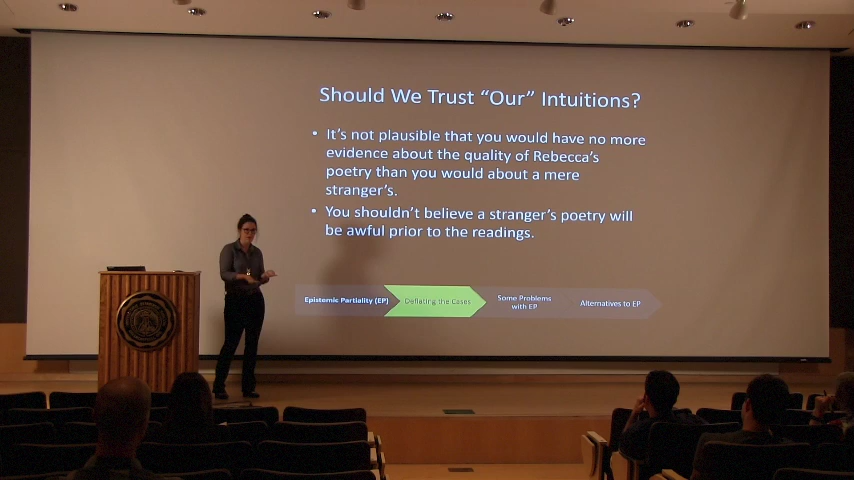 Should We Trust “Our” Intuitions?
• It’s not plausible that you would have no more
evidence about the quality of Rebecca’s
poetry than you would about a mere
stranger’s.
• You shouldn’t believe a stranger’s poetry will
be awful prior to the readings.
Epistemic Partiality (EP)
Deflating the Cases
Some Problems
with EP
Alternatives to EP